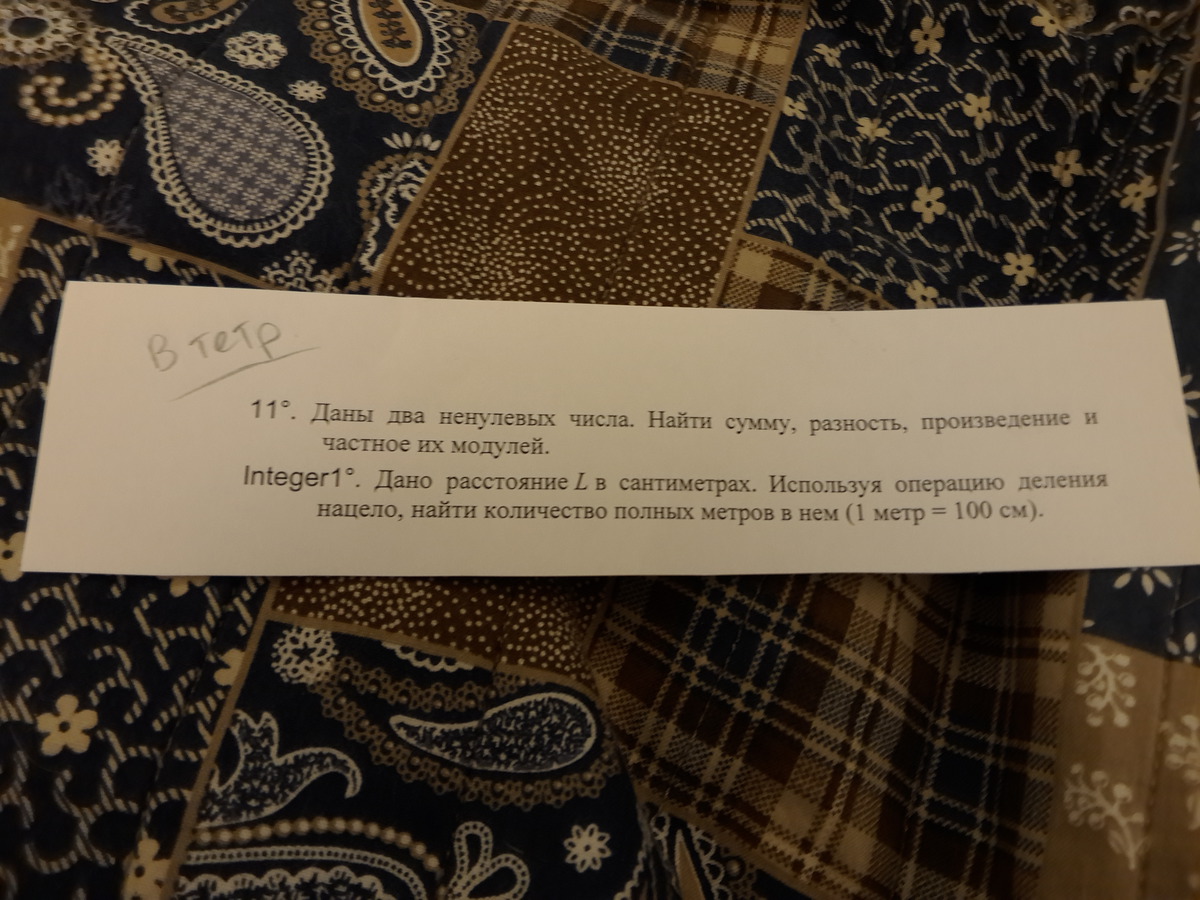 в тетр.
11°. Даны два ненулевых числа. Найти сумму, разность, произведение и
частное их модулей.
Integer1°. Дано расстояние L в сантиметрах. Используя операцию деления
нацело, найти количество полных метров в нем (1 метр = 100 см).